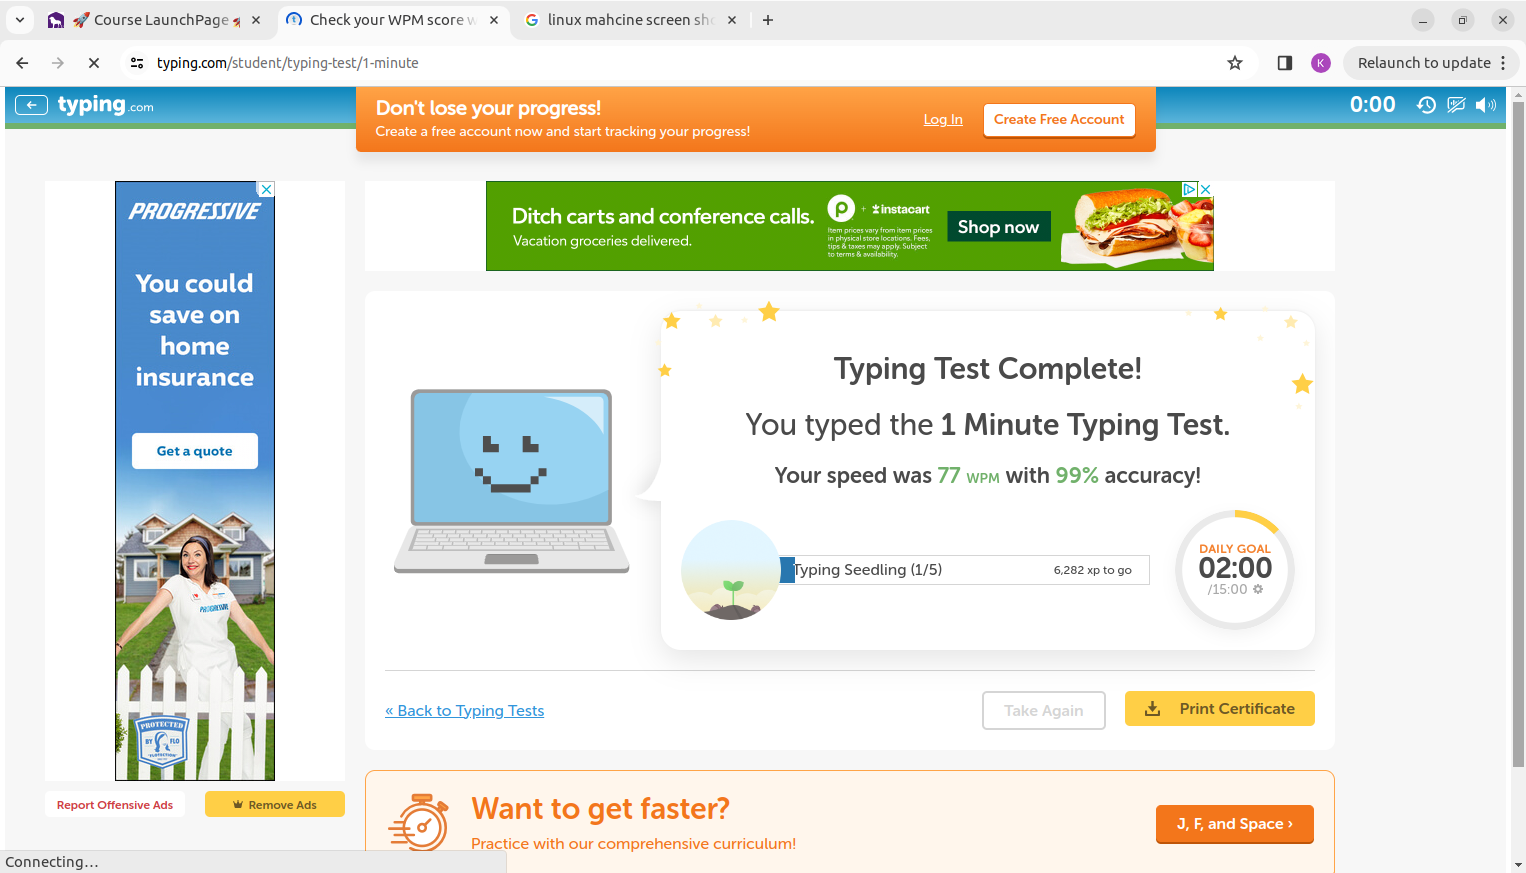 🚀 Course LaunchPage 🚀
Check your WPM score w
linux mahcine screen sho
typing.com/student/typing-test/1-minute
K
Relaunch to update
typing.com
Don't lose your progress!
Create a free account now and start tracking your progress!
Log In
Create Free Account
0:00
PROGRESSIVE
You could
save on
home
insurance
Get a quote
PROGRESSIVE
PROTECTED
BY FLO
Ditch carts and conference calls.
Vacation groceries delivered.
P + instacart
Item prices vary from item prices
in physical store locations. Fees,
tips & taxes may apply. Subject
to terms & availability.
Shop now
Typing Test Complete!
You typed the 1 Minute Typing Test.
Your speed was 77 WPM with 99% accuracy!
Typing Seedling (1/5)
6,282 xp to go
DAILY GOAL
02:00
/15:00
« Back to Typing Tests
Take Again
Print Certificate
Report Offensive Ads
Remove Ads
Want to get faster?
Practice with our comprehensive curriculum!
J, F, and Space ›
Connecting…